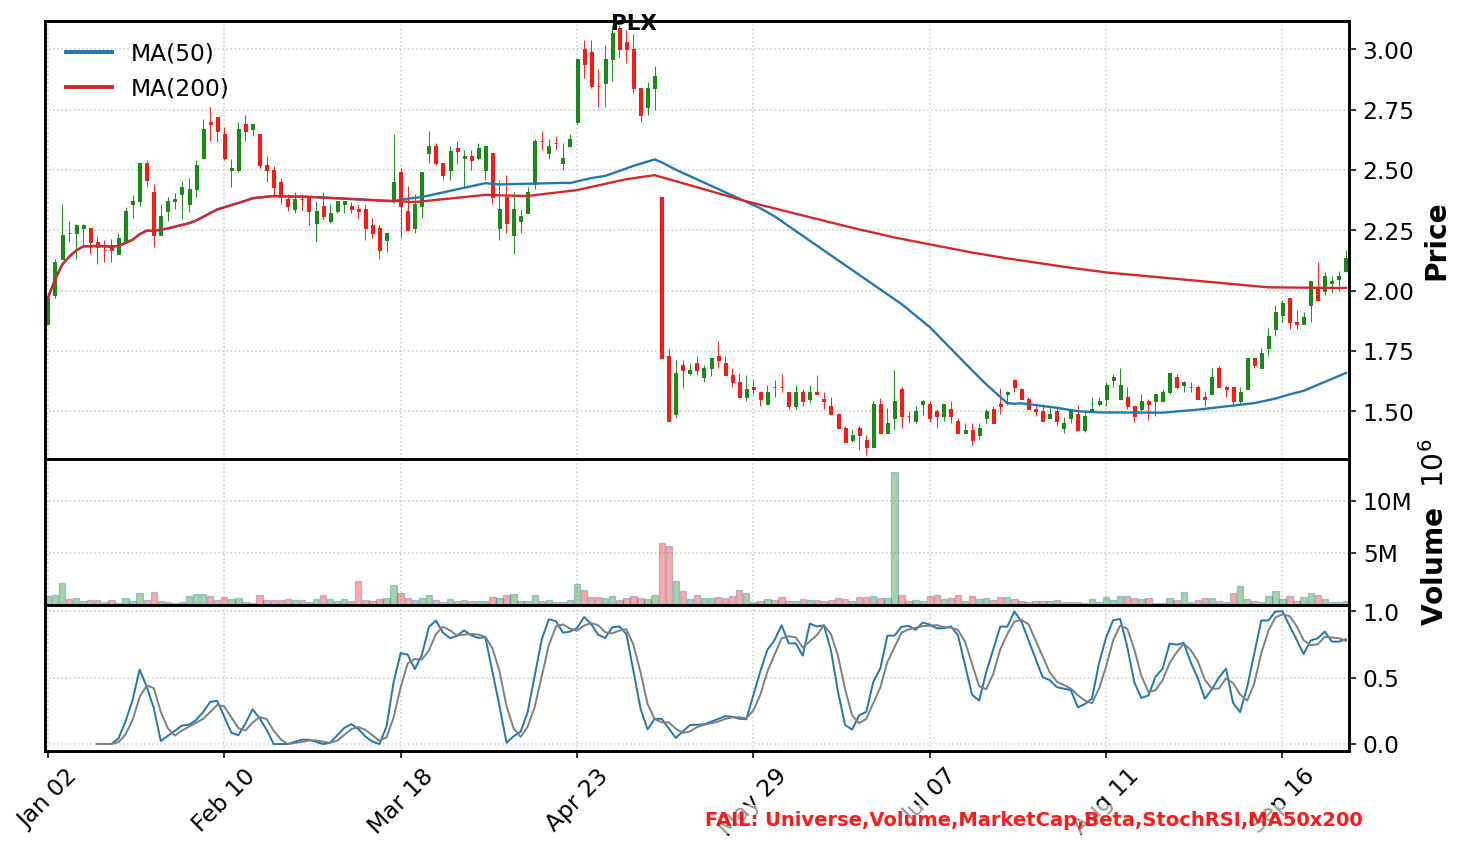 PLX
MA(50)
MA(200)
3.00
2.75
2.50
2.25
2.00
1.75
1.50
Price
10M
5M
Volume 10^6
1.0
0.5
0.0
Jan 02
Feb 10
Mar 18
Apr 23
May 29
Jul 07
Aug 11
Sep 16
FAIL: Universe,Volume,MarketCap,Beta,StochRSI,MA50x200